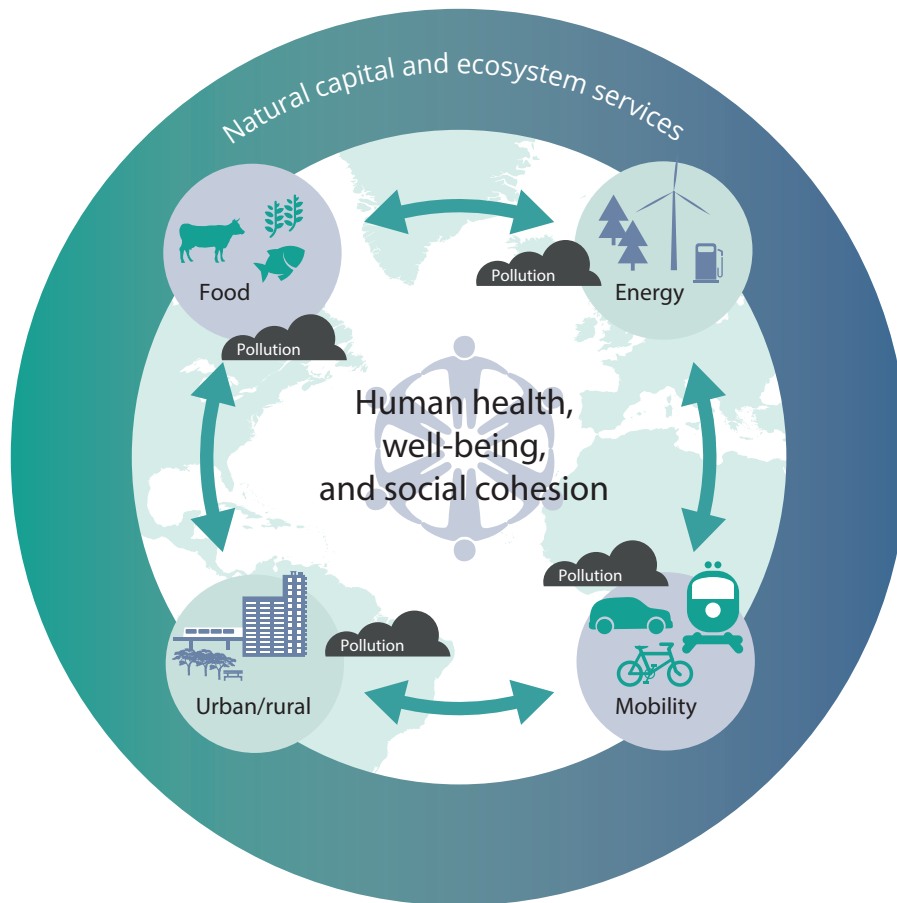 Natural capital and ecosystem services
Food
Pollution
Energy
Pollution
Human health,
well-being,
and social cohesion
Urban/rural
Pollution
Mobility
Pollution